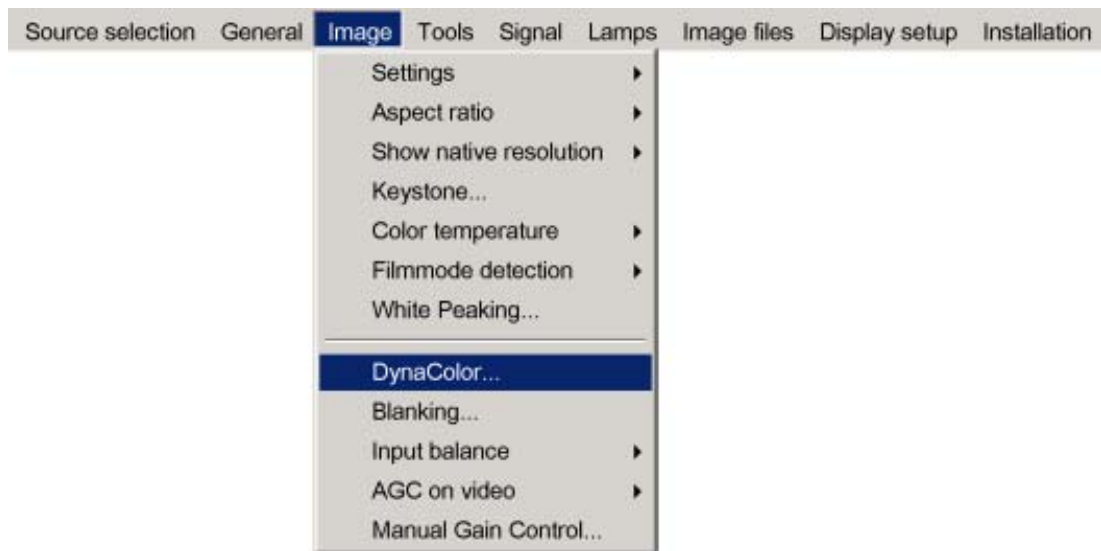 Source selection General Image Tools Signal Lamps Image files Display setup Installation
Settings
Aspect ratio
Show native resolution
Keystone...
Color temperature
Filmmode detection
White Peaking...
DynaColor...
Blanking...
Input balance
AGC on video
Manual Gain Control...